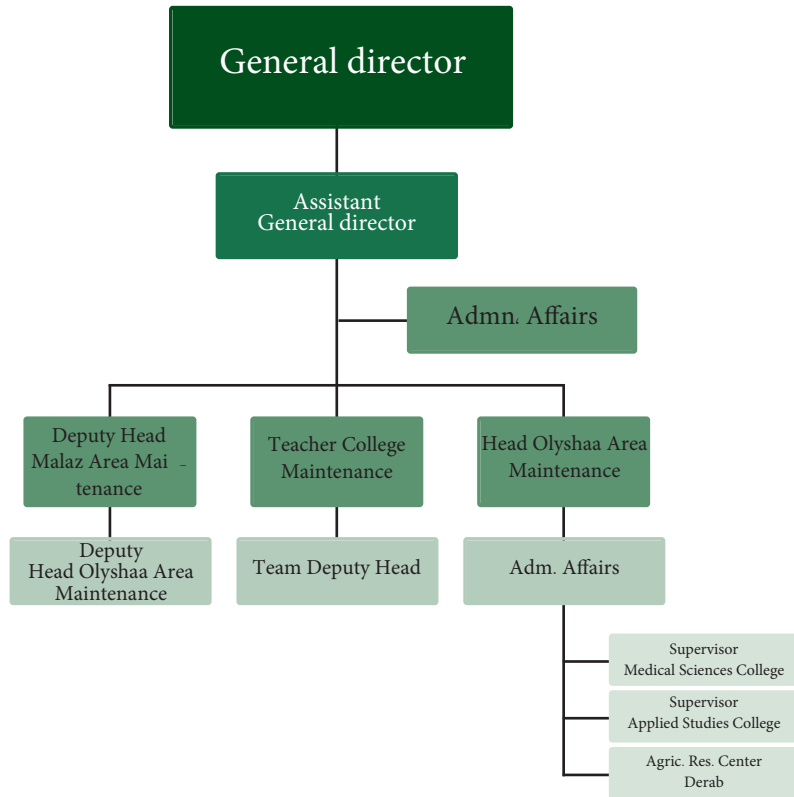 General director
Assistant
General director
Admn. Affairs
Deputy Head
Malaz Area Mai -
tenance
Teacher College
Maintenance
Head Olyshaa Area
Maintenance
Deputy
Head Olyshaa Area
Maintenance
Team Deputy Head
Adm. Affairs
Supervisor
Medical Sciences College
Supervisor
Applied Studies College
Agric. Res. Center
Derab